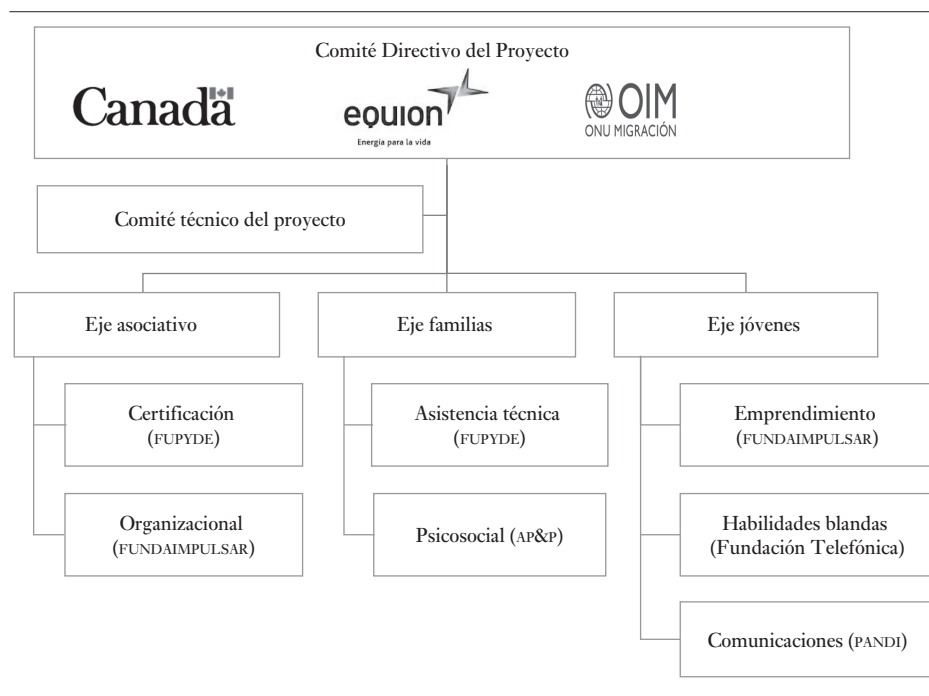 Comité Directivo del Proyecto
Canada
equion
Energía para la vida
OIM
ONU MIGRACIÓN
Comité técnico del proyecto
Eje asociativo
Eje familias
Eje jóvenes
Certificación
(FUPYDE)
Asistencia técnica
(FUPYDE)
Emprendimiento
(FUNDAIMPULSAR)
Organizacional
(FUNDAIMPULSAR)
Psicosocial (AP&P)
Habilidades blandas
(Fundación Telefónica)
Comunicaciones (PANDI)